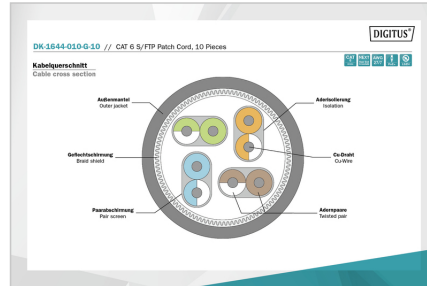 DIGITUS®
DK-1644-010-G-10 // CAT 6 S/FTP Patch Cord, 10 Pieces
Kabelquerschnitt
Cable cross section
Außenmantel
Outer jacket
Aderisolierung
Isolation
Geflechtschirmung
Braid shield
Cu-Draht
Cu-Wire
Paarabschirmung
Pair screen
Adernpaare
Twisted pair